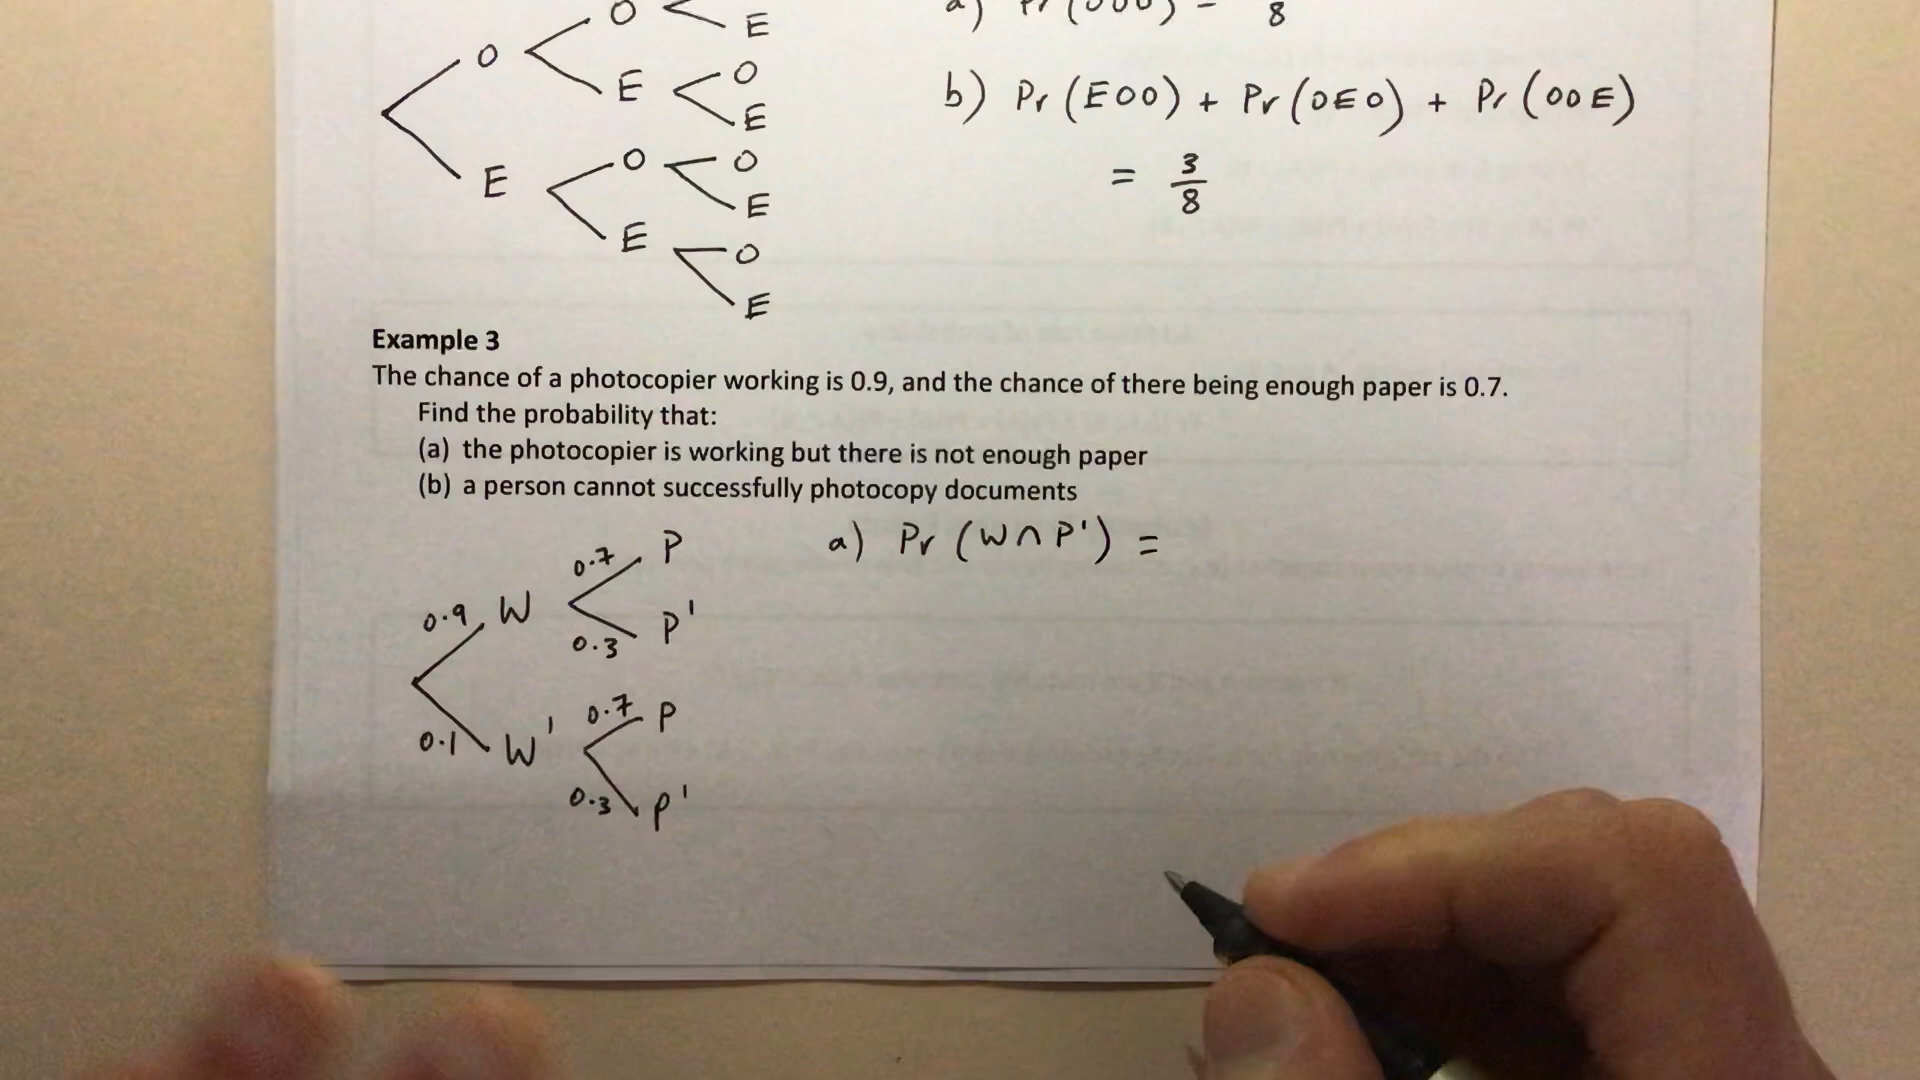 O E
a) Pr (OOO) = 8
O
E O
E
b) Pr (EOO) + Pr (OEO) + Pr (OOE)
= 3/8
E
O O
E
E
O
E
Example 3
The chance of a photocopier working is 0.9, and the chance of there being enough paper is 0.7.
Find the probability that:
(a) the photocopier is working but there is not enough paper
(b) a person cannot successfully photocopy documents
a) Pr (W∩P') =
0.7 P
0.9 W
0.3 P'
0.7 P
0.1 W'
0.3 P'